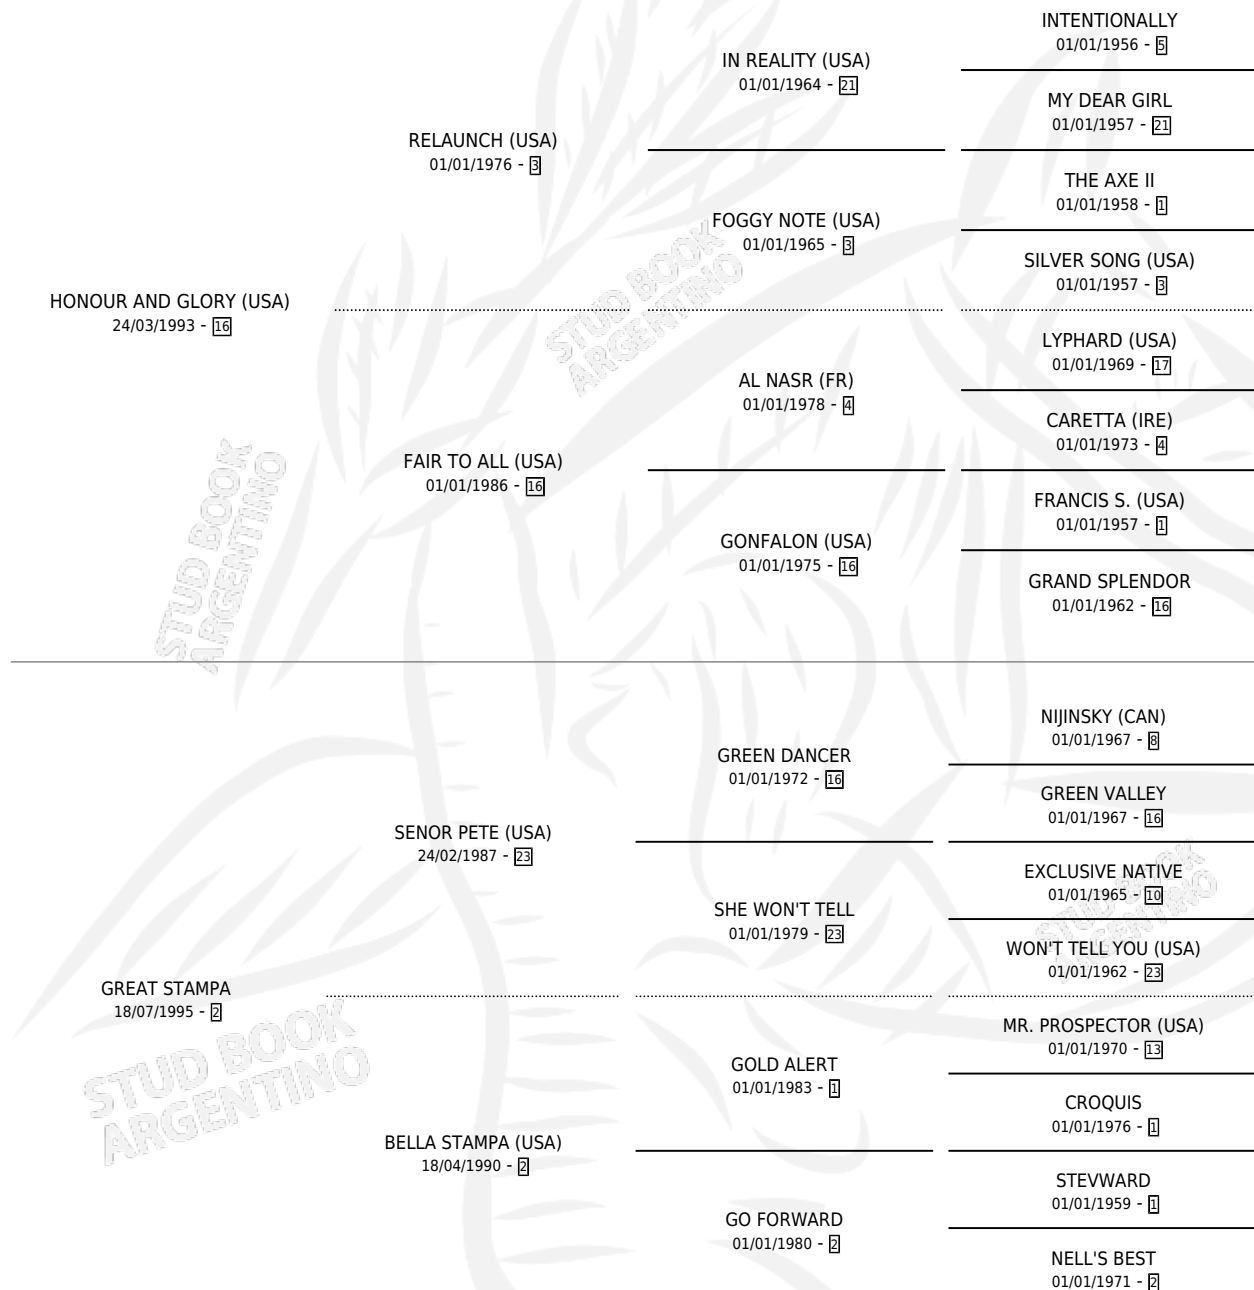 INTENTIONALLY
01/01/1956 - 5
IN REALITY (USA)
01/01/1964 - 21
MY DEAR GIRL
01/01/1957 - 21
RELAUNCH (USA)
01/01/1976 - 3
THE AXE II
01/01/1958 - 1
FOGGY NOTE (USA)
01/01/1965 - 3
SILVER SONG (USA)
01/01/1957 - 3
HONOUR AND GLORY (USA)
24/03/1993 - 16
LYPHARD (USA)
01/01/1969 - 17
AL NASR (FR)
01/01/1978 - 4
CARETTA (IRE)
01/01/1973 - 4
FAIR TO ALL (USA)
01/01/1986 - 16
FRANCIS S. (USA)
01/01/1957 - 1
GONFALON (USA)
01/01/1975 - 16
GRAND SPLENDOR
01/01/1962 - 16
NIJINSKY (CAN)
01/01/1967 - 8
GREEN DANCER
01/01/1972 - 16
GREEN VALLEY
01/01/1967 - 16
SENOR PETE (USA)
24/02/1987 - 23
EXCLUSIVE NATIVE
01/01/1965 - 10
SHE WON'T TELL
01/01/1979 - 23
WON'T TELL YOU (USA)
01/01/1962 - 23
GREAT STAMPA
18/07/1995 - 2
MR. PROSPECTOR (USA)
01/01/1970 - 13
GOLD ALERT
01/01/1983 - 1
CROQUIS
01/01/1976 - 1
BELLA STAMPA (USA)
18/04/1990 - 2
STEVWARD
01/01/1959 - 1
GO FORWARD
01/01/1980 - 2
NELL'S BEST
01/01/1971 - 2
STUD BOOK
ARGENTINO
STUD BOOK
ARGENTINO
STUD BOOK
ARGENTINO
STUD BOOK
ARGENTINO